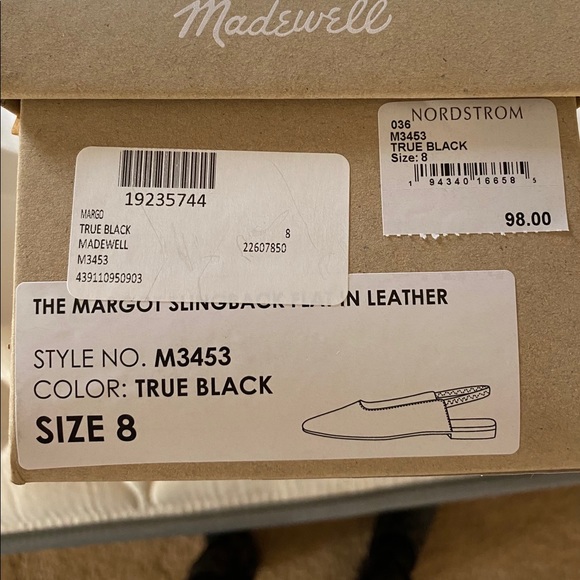 Madewell
NORDSTROM
036
M3453
TRUE BLACK
Size: 8
1 94340 16658 5
98.00
19235744
MARGO
TRUE BLACK 8
MADEWELL 22607850
M3453
439110950903
THE MARGOT SLINGBACK FLAT IN LEATHER
STYLE NO. M3453
COLOR: TRUE BLACK
SIZE 8